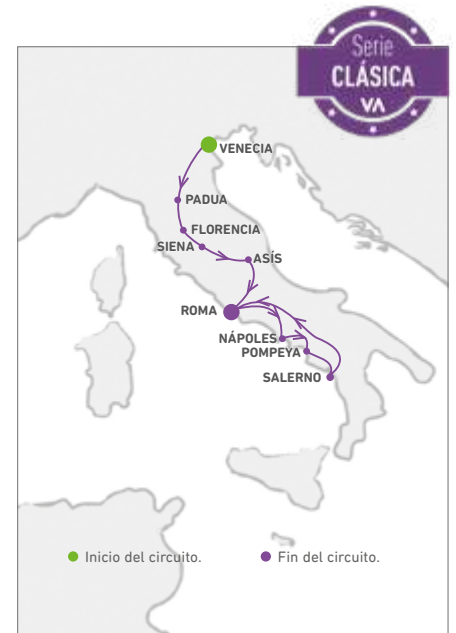 Serie
CLÁSICA
VA
VENECIA
PADUA
FLORENCIA
SIENA
ASÍS
ROMA
NÁPOLES
POMPEYA
SALERNO
Inicio del circuito.
Fin del circuito.